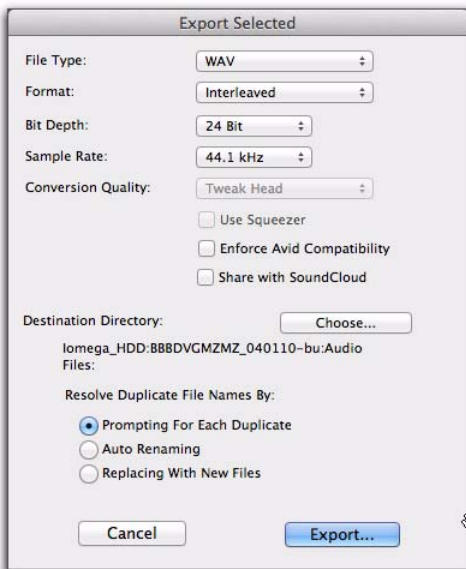 Export Selected
File Type: WAV
Format: Interleaved
Bit Depth: 24 Bit
Sample Rate: 44.1 kHz
Conversion Quality: Tweak Head
Use Squeezer
Enforce Avid Compatibility
Share with SoundCloud
Destination Directory: Choose...
Iomega_HDD:BBBDVGMZMZ_040110-bu:Audio
Files:
Resolve Duplicate File Names By:
Prompting For Each Duplicate
Auto Renaming
Replacing With New Files
Cancel Export...